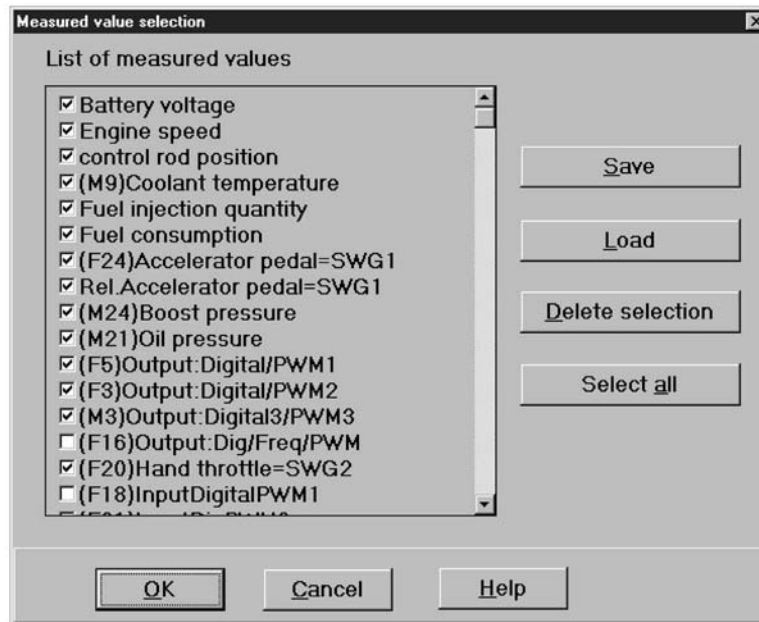 Measured value selection
List of measured values
Battery voltage
Engine speed
control rod position
(M9)Coolant temperature
Fuel injection quantity
Fuel consumption
(F24)Accelerator pedal=SWG1
Rel.Accelerator pedal=SWG1
(M24)Boost pressure
(M21)Oil pressure
(F5)Output:Digital/PWM1
(F3)Output:Digital/PWM2
(M3)Output:Digital3/PWM3
(F16)Output:Dig/Freq/PWM
(F20)Hand throttle=SWG2
(F18)InputDigitalPWM1
Save
Load
Delete selection
Select all
OK
Cancel
Help